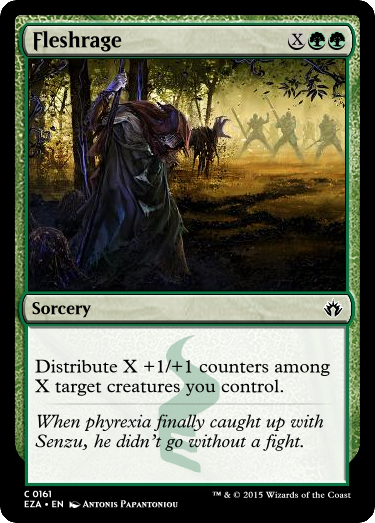 Fleshrage X
Sorcery
Distribute X +1/+1 counters among
X target creatures you control.
When phyrexia finally caught up with
Senzu, he didn't go without a fight.
C 0161 ™ & © 2015 Wizards of the Coast
EZA • EN Antonis Papantoniou